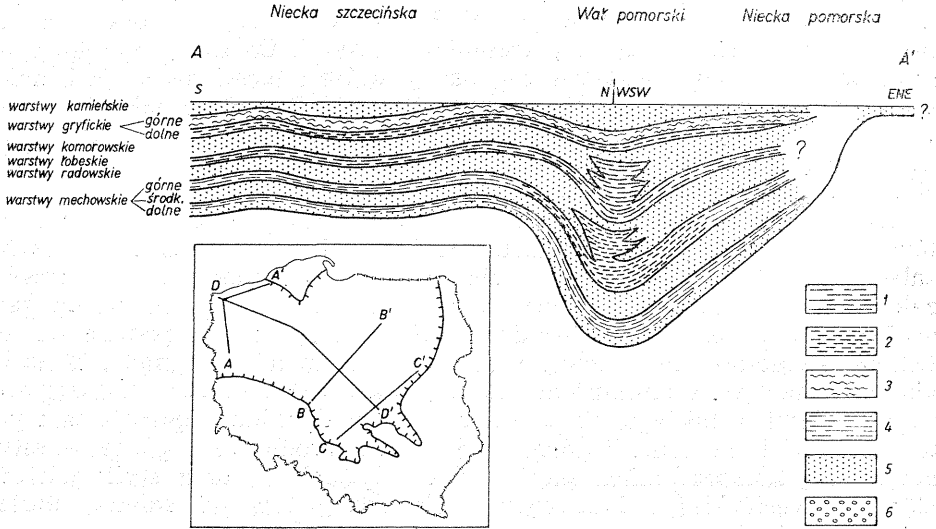 Niecka szczecińska Wał pomorski Niecka pomorska
A A'
S N WSW ENE
?
warstwy kamieńskie
warstwy gryfickie górne
dolne
warstwy komorowskie
warstwy łobeskie
warstwy radowskie
górne
warstwy mechowskie środk.
dolne
?
D A'
B'
A C'
B D'
C
1
2
3
4
5
6